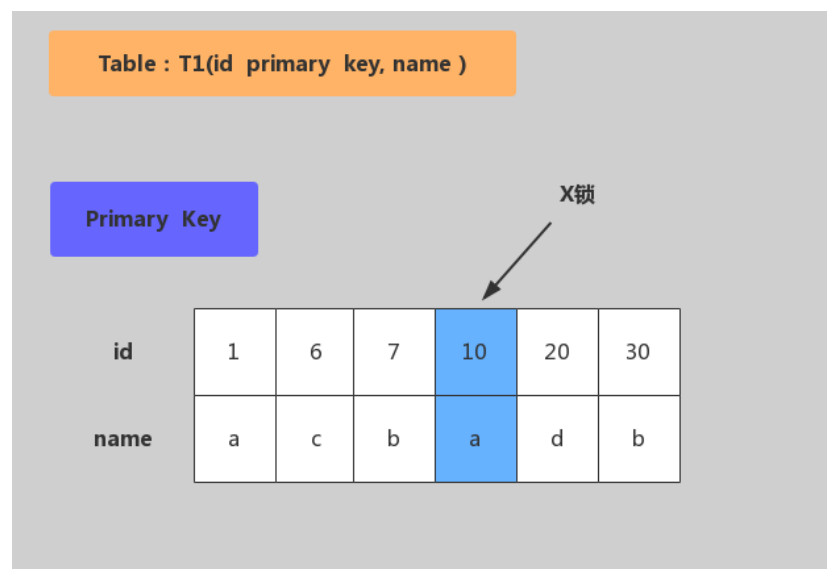 Table : T1(id primary key, name )
Primary Key
X锁
id 1 6 7 10 20 30
name a c b a d b